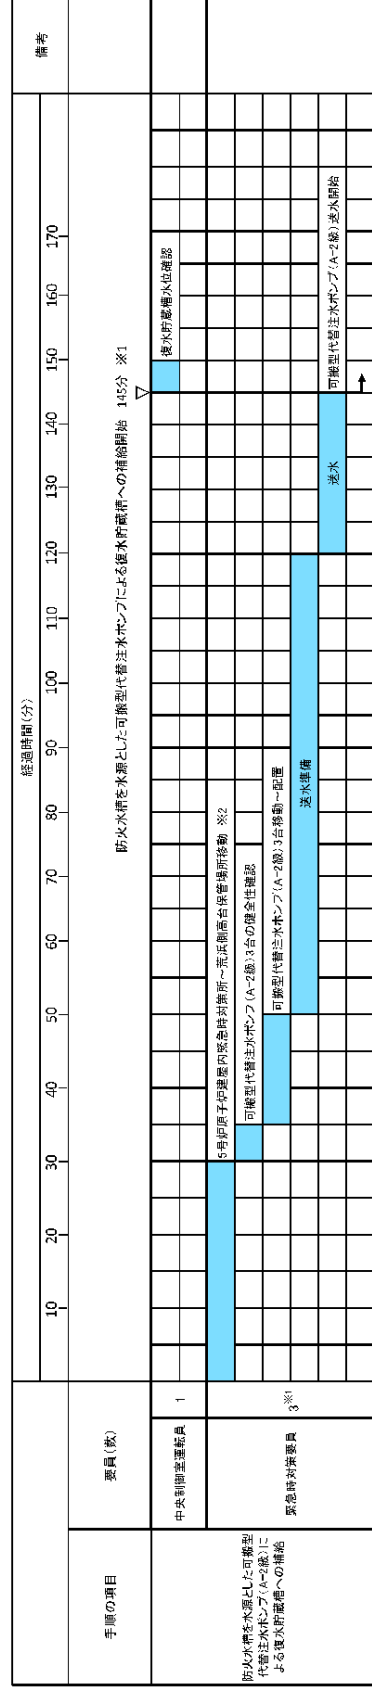 経過時間(分)
備考
10
20
30
40
50
60
70
80
90
100
110
120
130
140
150
160
170
手順の項目
要員(数)
防火水槽を水源とした可搬型代替注水ポンプによる復水貯蔵槽への補給開始 145分 ※1
防火水槽を水源とした可搬型
代替注水ポンプ(A-2級)に
よる復水貯蔵槽への補給
中央制御室運転員
1
復水貯蔵槽水位確認
緊急時対策要員
3※1
5号炉原子炉建屋内緊急時対策所~荒浜側高台保管場所移動 ※2
可搬型代替注水ポンプ(A-2級)3台の健全性確認
可搬型代替注水ポンプ(A-2級)3台移動~配置
送水準備
送水
可搬型代替注水ポンプ(A-2級)送水開始